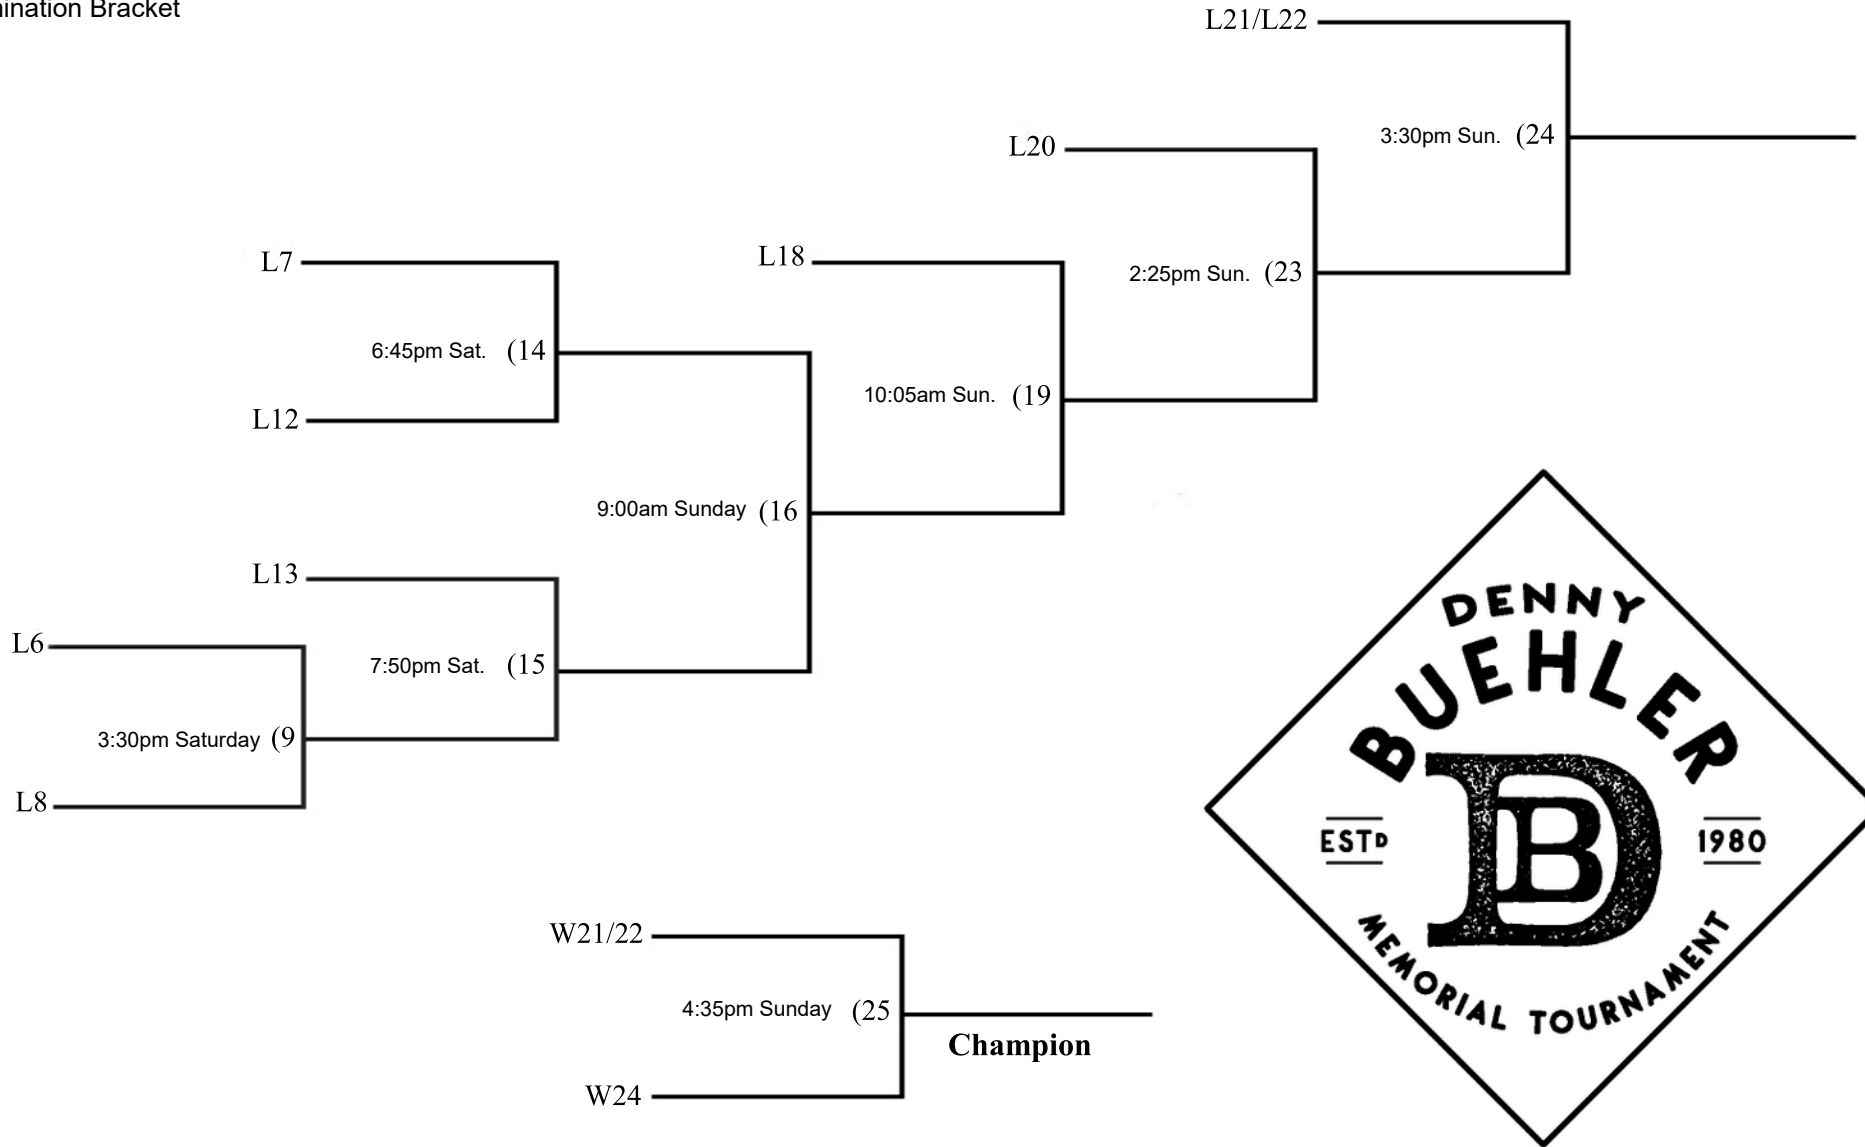 Bracket
L21/L22
3:30pm Sun. (24
L20
2:25pm Sun. (23
L7
L18
6:45pm Sat. (14
10:05am Sun. (19
L12
9:00am Sunday (16
L13
L6
7:50pm Sat. (15
3:30pm Saturday (9
L8
W21/22
4:35pm Sunday (25
Champion
W24
DENNY
BUEHLER
DB
ESTD
1980
MEMORIAL TOURNAMENT